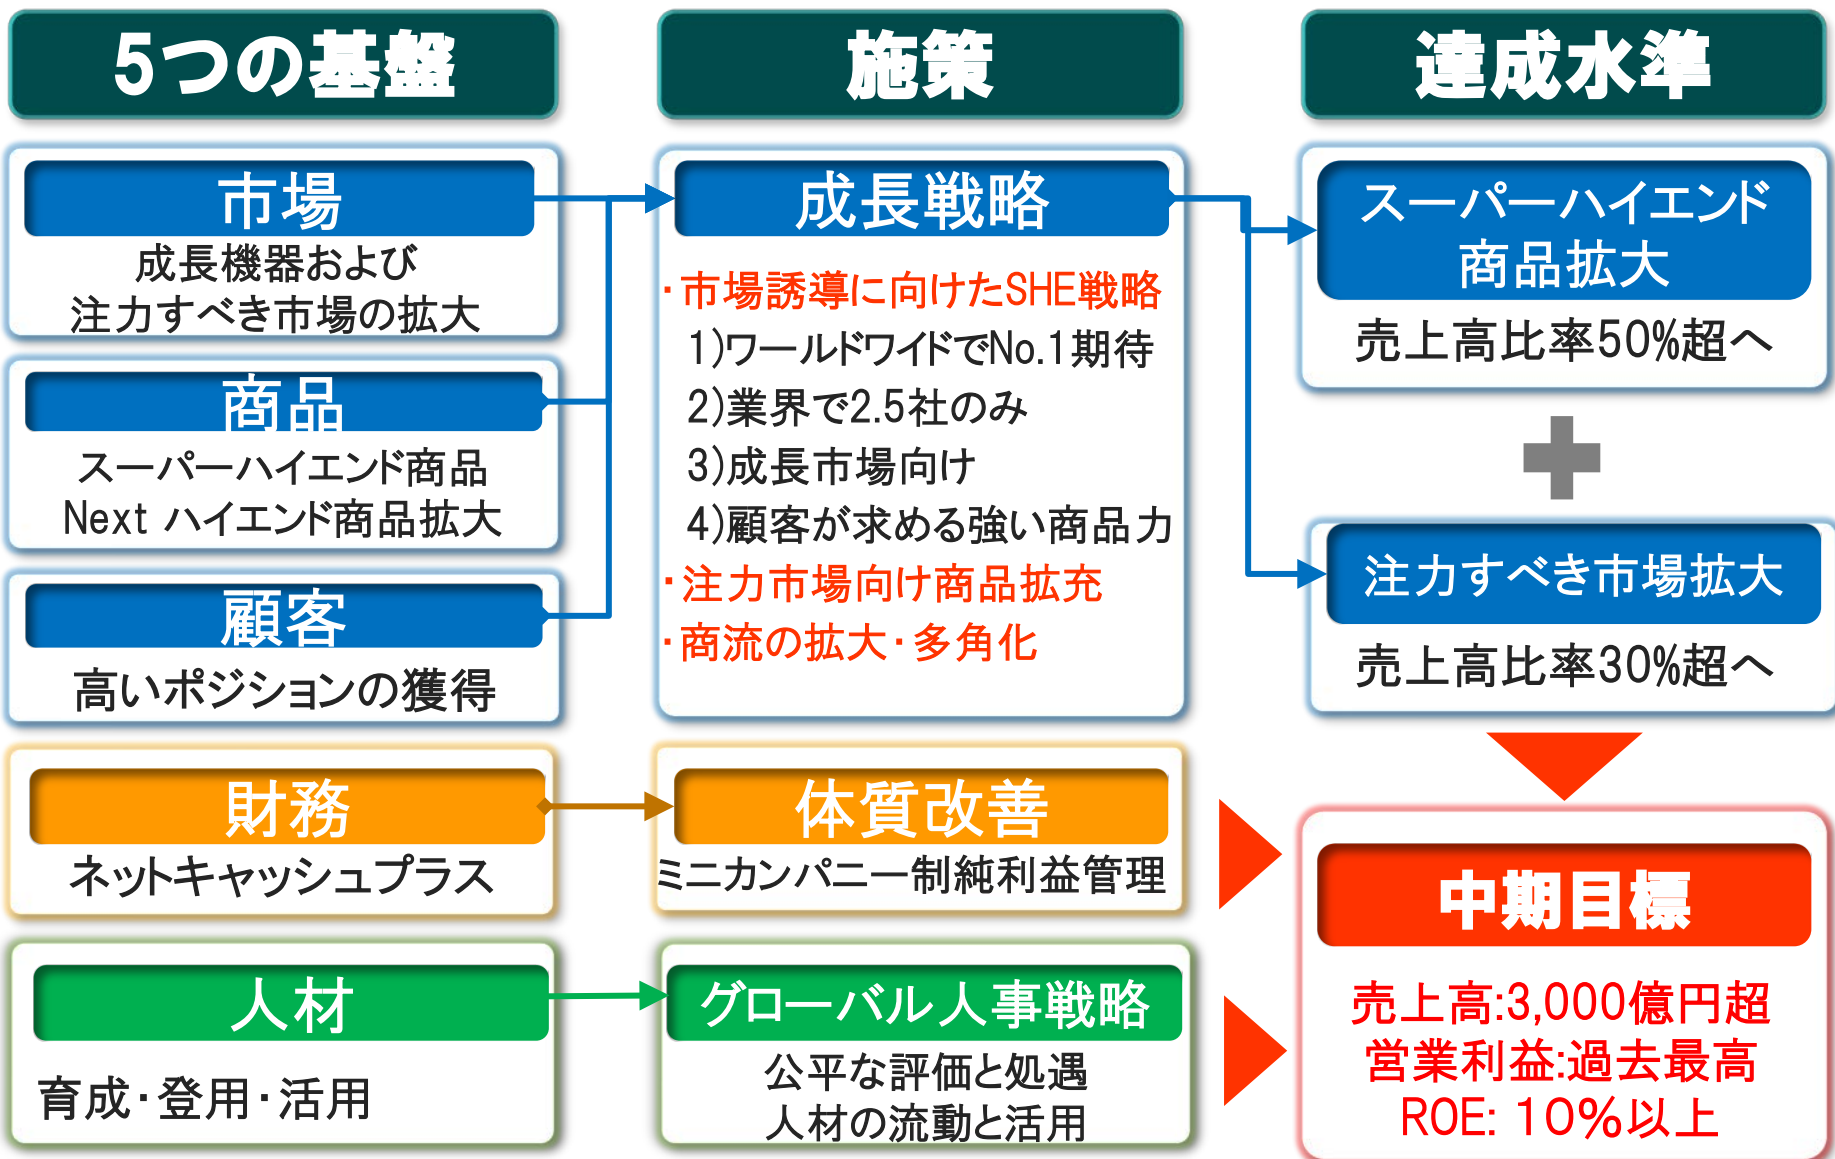 5つの基盤
市場
成長機器および
注力すべき市場の拡大
商品
スーパーハイエンド商品
Next ハイエンド商品拡大
顧客
高いポジションの獲得
財務
ネットキャッシュプラス
人材
育成・登用・活用
施策
成長戦略
・市場誘導に向けたSHE戦略
1)ワールドワイドでNo.1期待
2)業界で2.5社のみ
3)成長市場向け
4)顧客が求める強い商品力
・注力市場向け商品拡充
・商流の拡大・多角化
体質改善
ミニカンパニー制純利益管理
グローバル人事戦略
公平な評価と処遇
人材の流動と活用
達成水準
スーパーハイエンド
商品拡大
売上高比率50%超へ
注力すべき市場拡大
売上高比率30%超へ
中期目標
売上高:3,000億円超
営業利益:過去最高
ROE: 10%以上